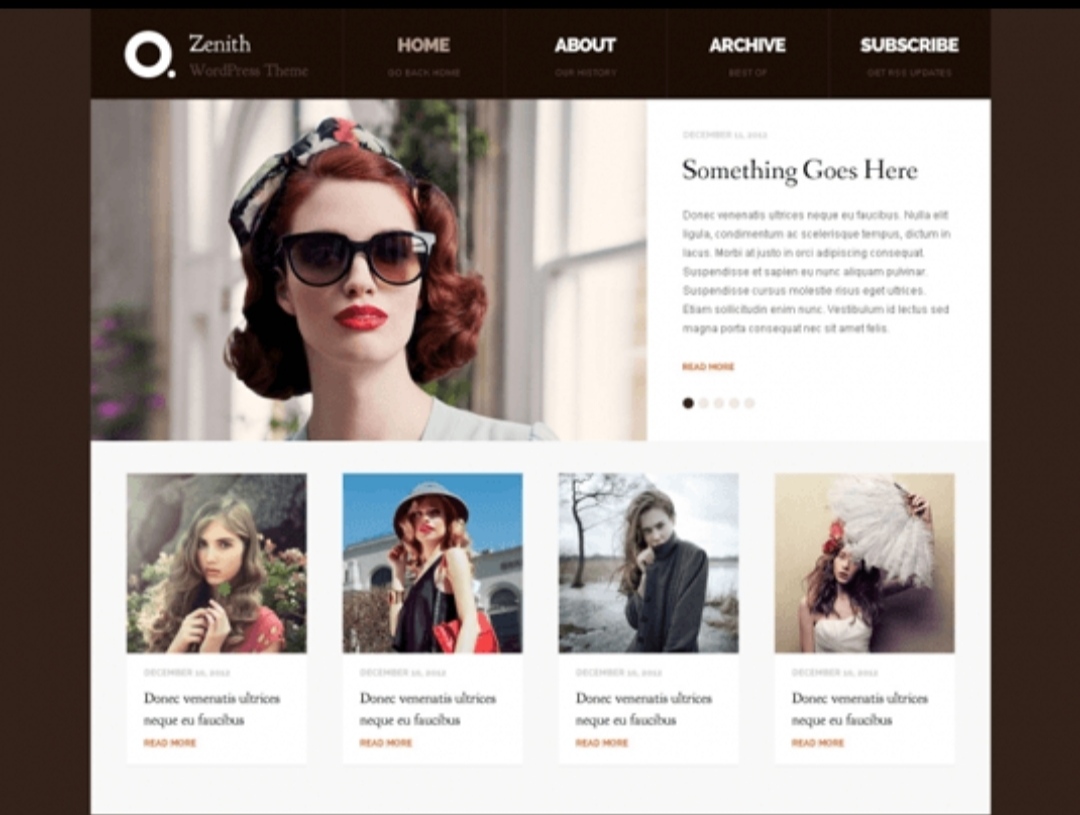 Zenith
WordPress Theme
HOME
GO BACK HOME
ABOUT
OUR HISTORY
ARCHIVE
BEST OF
SUBSCRIBE
GET RSS UPDATES
DECEMBER 11, 2012
Something Goes Here
Donec venenatis ultrices neque eu faucibus. Nulla elit
ligula, condimentum ac scelerisque tempus, dictum in
lacus. Morbi at justo in orci adipiscing consequat.
Suspendisse et sapien eu nunc aliquam pulvinar.
Suspendisse cursus molestie risus eget ultrices.
Etiam sollicitudin enim nunc. Vestibulum id lectus sed
magna porta consequat nec sit amet felis.
READ MORE
DECEMBER 10, 2012
Donec venenatis ultrices
neque eu faucibus
READ MORE
DECEMBER 10, 2012
Donec venenatis ultrices
neque eu faucibus
READ MORE
DECEMBER 10, 2012
Donec venenatis ultrices
neque eu faucibus
READ MORE
DECEMBER 10, 2012
Donec venenatis ultrices
neque eu faucibus
READ MORE